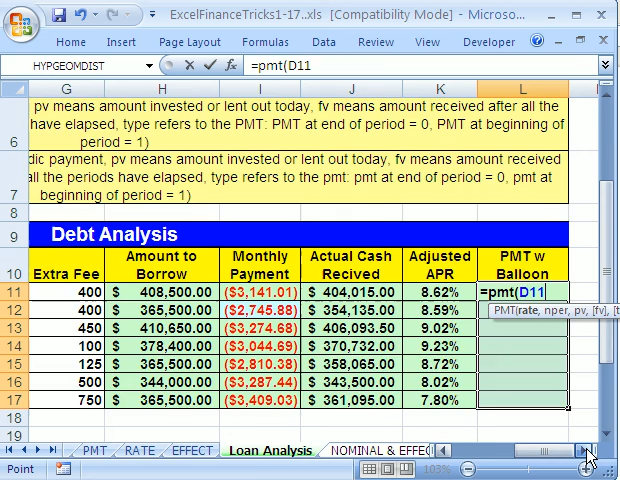 ExcelFinanceTricks1-17..xls [Compatibility Mode] - Microso...
Home Insert Page Layout Formulas Data Review View Developer
HYPGEOMDIST fx =pmt(D11
G H I J K L
pv means amount invested or lent out today, fv means amount received after all the
have elapsed, type refers to the PMT: PMT at end of period = 0, PMT at beginning of
6 period = 1)
dic payment, pv means amount invested or lent out today, fv means amount received
all the periods have elapsed, type refers to the pmt: pmt at end of period = 0, pmt at
7 beginning of period = 1)
8
9 Debt Analysis
Amount to Monthly Actual Cash Adjusted PMT w
10 Extra Fee Borrow Payment Recived APR Balloon
11 400 $ 408,500.00 ($3,141.01) $ 404,015.00 8.62% =pmt(D11
12 400 $ 365,500.00 ($2,745.88) $ 354,135.00 8.59% PMT(rate, nper, pv, [fv], [t
13 450 $ 410,650.00 ($3,274.68) $ 406,093.50 9.02%
14 100 $ 378,400.00 ($3,044.69) $ 370,732.00 9.23%
15 125 $ 365,500.00 ($2,810.38) $ 358,065.00 8.72%
16 500 $ 344,000.00 ($3,287.44) $ 343,500.00 8.02%
17 750 $ 365,500.00 ($3,409.03) $ 361,095.00 7.80%
18
19
PMT RATE EFFECT Loan Analysis NOMINAL & EFFEC
Point 103%